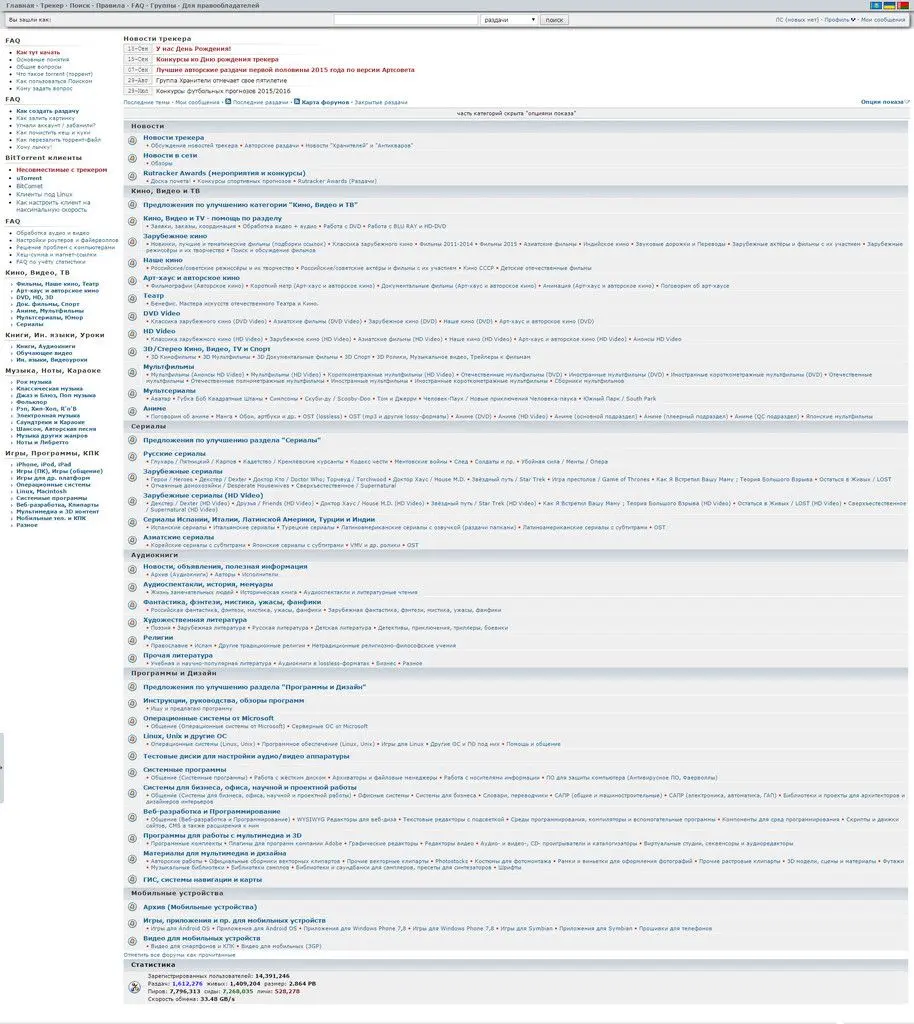 Главная · Трекер · Поиск · Правила · FAQ · Группы · Для правообладателей
Вы зашли как:
раздачи
поиск
ЛС (новых нет) · Профиль · Мои сообщения
FAQ
Как тут качать
Основные понятия
Общие вопросы
Что такое torrent (торрент)
Как пользоваться Поиском
Кому задать вопрос
FAQ
Как создать раздачу
Как залить картинку
Угнали аккаунт / забанили?
Как почистить кеш и куки
Как перезалить торрент-файл
Хочу лычку!
BitTorrent клиенты
Несовместимые с трекером
uTorrent
BitComet
Клиенты под Linux
Как настроить клиент на
максимальную скорость
FAQ
Обработка аудио и видео
Настройки роутеров и файерволлов
Решение проблем с компьютерами
Хеш-сумма и магнет-ссылки
FAQ по учёту статистики
Кино, Видео, ТВ
Фильмы, Наше кино, Театр
Арт-хаус и авторское кино
DVD, HD, 3D
Док. фильмы, Спорт
Аниме, Мультфильмы
Мультсериалы, Юмор
Сериалы
Книги, Ин. языки, Уроки
Книги, Аудиокниги
Обучающее видео
Ин. языки, Видеоуроки
Музыка, Ноты, Караоке
Рок музыка
Классическая музыка
Джаз и Блюз, Поп музыка
Фольклор
Рэп, Хип-Хоп, R'n'B
Электронная музыка
Саундтреки и Караоке
Шансон, Авторская песня
Музыка других жанров
Ноты и Либретто
Игры, Программы, КПК
iPhone, iPod, iPad
Игры (ПК), Игры (общение)
Игры для др. платформ
Операционные системы
Linux, Macintosh
Системные программы
Веб-разработка, Клипарты
Мультимедиа и 3D контент
Мобильные тел. и КПК
Разное
Новости трекера
У нас День Рождения!
15-Сен Конкурсы ко Дню рождения трекера
07-Сен Лучшие авторские раздачи первой половины 2015 года по версии Артсовета
29-Авг Группа Хранители отмечает свое пятилетие
Конкурсы футбольных прогнозов 2015/2016
Последние темы · Мои сообщения · Последние раздачи · Карта форумов · Закрытые раздачи
Опции показа
часть категорий скрыта "опциями показа"
Новости
Новости трекера
• Обсуждение новостей трекера • Авторские раздачи • Новости "Хранителей" и "Антикваров"
Новости в сети
• Обзоры
Rutracker Awards (мероприятия и конкурсы)
• Доска почета! • Конкурсы спортивных прогнозов • Rutracker Awards (Раздачи)
Кино, Видео и ТВ
Предложения по улучшению категории "Кино, Видео и ТВ"
Кино, Видео и TV - помощь по разделу
• Заявки, заказы, координация • Обработка видео + аудио • Работа с DVD • Работа с BLU RAY и HD-DVD
Зарубежное кино
• Новинки, лучшие и тематические фильмы (подборки ссылок) • Классика зарубежного кино • Фильмы 2011-2014 • Фильмы 2015 • Азиатские фильмы • Индийское кино • Звуковые дорожки и Переводы • Зарубежные актёры и фильмы с их участием • Зарубежные
режиссёры и их творчество • Поиск и обсуждение фильмов
Наше кино
• Российские/советские режиссёры и их творчество • Российские/советские актёры и фильмы с их участием • Кино СССР • Детские отечественные фильмы
Арт-хаус и авторское кино
• Фильмографии (Авторское кино) • Короткий метр (Арт-хаус и авторское кино) • Документальные фильмы (Арт-хаус и авторское кино) • Анимация (Арт-хаус и авторское кино) • Поговорим об арт-хаусе
Театр
• Бенефис. Мастера искусств отечественного Театра и Кино.
DVD Video
• Классика зарубежного кино (DVD Video) • Азиатские фильмы (DVD Video) • Зарубежное кино (DVD) • Наше кино (DVD) • Арт-хаус и авторское кино (DVD)
HD Video
• Классика зарубежного кино (HD Video) • Зарубежное кино (HD Video) • Азиатские фильмы (HD Video) • Наше кино (HD Video) • Арт-хаус и авторское кино (HD Video) • Анонсы HD Video
3D/Стерео Кино, Видео, TV и Спорт
• 3D Кинофильмы • 3D Мультфильмы • 3D Документальные фильмы • 3D Спорт • 3D Ролики, Музыкальное видео, Трейлеры к фильмам
Мультфильмы
• Мультфильмы (Анонсы HD Video) • Мультфильмы (HD Video) • Короткометражные мультфильмы (HD Video) • Отечественные мультфильмы (DVD) • Иностранные мультфильмы (DVD) • Иностранные короткометражные мультфильмы (DVD) • Отечественные
мультфильмы • Отечественные полнометражные мультфильмы • Иностранные мультфильмы • Иностранные короткометражные мультфильмы • Сборники мультфильмов
Мультсериалы
• Аватар • Губка Боб Квадратные Штаны • Симпсоны • Скуби-ду / Scooby-Doo • Том и Джерри • Человек-Паук / Новые приключения Человека-паука • Южный Парк / South Park
Аниме
• Поговорим об аниме • Манга • Обои, артбуки и др. • OST (lossless) • OST (mp3 и другие lossy-форматы) • Аниме (DVD) • Аниме (HD Video) • Аниме (основной подраздел) • Аниме (плеерный подраздел) • Аниме (QC подраздел) • Японские мультфильмы
Сериалы
Предложения по улучшению раздела "Сериалы"
Русские сериалы
• Глухарь / Пятницкий / Карпов • Кадетство / Кремлевские курсанты • Кодекс чести • Ментовские войны • След • Солдаты и пр. • Убойная сила / Менты / Опера
Зарубежные сериалы
• Герои / Heroes • Декстер / Dexter • Доктор Кто / Doctor Who; Торчвуд / Torchwood • Доктор Хаус / House M.D. • Звёздный путь / Star Trek • Игра престолов / Game of Thrones • Как Я Встретил Вашу Маму ; Теория Большого Взрыва • Остаться в Живых / LOST
• Отчаянные домохозяйки / Desperate Housewives • Сверхъестественное / Supernatural
Зарубежные сериалы (HD Video)
• Декстер / Dexter (HD Video) • Друзья / Friends (HD Video) • Доктор Хаус / House M.D. (HD Video) • Звёздный путь / Star Trek (HD Video) • Как Я Встретил Вашу Маму ; Теория Большого Взрыва (HD Video) • Остаться в Живых / LOST (HD Video) • Сверхъестественное
/ Supernatural (HD Video)
Сериалы Испании, Италии, Латинской Америки, Турции и Индии
• Испанские сериалы • Итальянские сериалы • Турецкие сериалы • Латиноамериканские сериалы с озвучкой (раздачи папками) • Латиноамериканские сериалы с субтитрами • OST
Азиатские сериалы
• Корейские сериалы с субтитрами • Японские сериалы с субтитрами • VMV и др. ролики • OST
Аудиокниги
Новости, объявления, полезная информация
• Архив (Аудиокниги) • Авторы • Исполнители
Аудиоспектакли, история, мемуары
• Жизнь замечательных людей • Историческая книга • Аудиоспектакли и литературные чтения
Фантастика, фэнтези, мистика, ужасы, фанфики
• Российская фантастика, фэнтези, мистика, ужасы, фанфики • Зарубежная фантастика, фэнтези, мистика, ужасы, фанфики
Художественная литература
• Поэзия • Зарубежная литература • Русская литература • Детская литература • Детективы, приключения, триллеры, боевики
Религии
• Православие • Ислам • Другие традиционные религии • Нетрадиционные религиозно-философские учения
Прочая литература
• Учебная и научно-популярная литература • Аудиокниги в lossless-форматах • Бизнес • Разное
Программы и Дизайн
Предложения по улучшению раздела "Программы и Дизайн"
Инструкции, руководства, обзоры программ
• Ищу и предлагаю программу
Операционные системы от Microsoft
• Общение (Операционные системы от Microsoft) • Серверные ОС от Microsoft
Linux, Unix и другие ОС
• Операционные системы (Linux, Unix) • Программное обеспечение (Linux, Unix) • Игры для Linux • Другие ОС и ПО под них • Помощь и общение
Тестовые диски для настройки аудио/видео аппаратуры
Системные программы
• Общение (Системные программы) • Работа с жёстким диском • Архиваторы и файловые менеджеры • Работа с носителями информации • ПО для защиты компьютера (Антивирусное ПО, Фаерволлы)
Системы для бизнеса, офиса, научной и проектной работы
• Общение (Системы для бизнеса, офиса, научной и проектной работы) • Офисные системы • Системы для бизнеса • Словари, переводчики • САПР (общие и машиностроительные) • САПР (электроника, автоматика, ГАП) • Библиотеки и проекты для архитекторов и
дизайнеров интерьеров
Веб-разработка и Программирование
• Общение (Веб-разработка и Программирование) • WYSIWYG Редакторы для веб-диза • Текстовые редакторы с подсветкой • Среды программирования, компиляторы и вспомогательные программы • Компоненты для сред программирования • Скрипты и движки
сайтов, CMS а также расширения к ним
Программы для работы с мультимедиа и 3D
• Программные комплекты • Плагины для программ компании Adobe • Графические редакторы • Редакторы видео • Аудио- и видео-, CD- проигрыватели и каталогизаторы • Виртуальные студии, секвенсоры и аудиоредакторы
Материалы для мультимедиа и дизайна
• Авторские работы • Официальные сборники векторных клипартов • Прочие векторные клипарты • Photostocks • Костюмы для фотомонтажа • Рамки и виньетки для оформления фотографий • Прочие растровые клипарты • 3D модели, сцены и материалы • Футажи
• Музыкальные библиотеки • Библиотеки сэмплов • Библиотеки и саундбанки для сэмплеров, пресеты для синтезаторов • Шрифты
ГИС, системы навигации и карты
Мобильные устройства
Архив (Мобильные устройства)
Игры, приложения и пр. для мобильных устройств
• Игры для Android OS • Приложения для Android OS • Приложения для Windows Phone 7,8 • Игры для Windows Phone 7,8 • Игры для Symbian • Приложения для Symbian • Прошивки для телефонов
Видео для мобильных устройств
• Видео для смартфонов и КПК • Видео для мобильных (3GP)
Отметить все форумы как прочитанные
Статистика
Зарегистрированных пользователей: 14,391,246
Раздач: 1,612,276 живых: 1,409,204 размер: 2.864 PB
Пиров: 7,796,313 сиды: 7,268,035 личи: 528,278
Скорость обмена: 33.48 GB/s